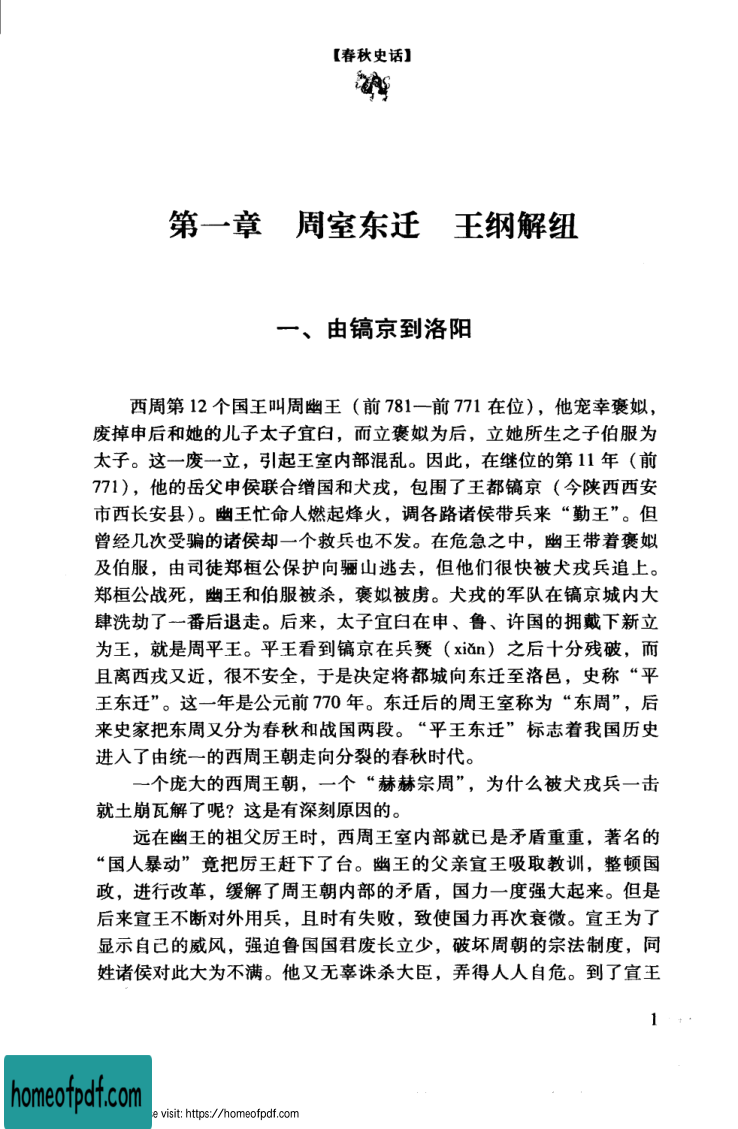 【春秋史话】
第一章 周室东迁 王纲解纽
一、由镐京到洛阳
西周第12个国王叫周幽王（前781—前771在位），他宠幸褒姒，
废掉申后和她的儿子太子宜臼，而立褒姒为后，立她所生之子伯服为
太子。这一废一立，引起王室内部混乱。因此，在继位的第11年（前
771），他的岳父申侯联合缯国和犬戎，包围了王都镐京（今陕西西安
市西长安县）。幽王忙命人燃起烽火，调各路诸侯带兵来“勤王”。但
曾经几次受骗的诸侯却一个救兵也不发。在危急之中，幽王带着褒姒
及伯服，由司徒郑桓公保护向骊山逃去，但他们很快被犬戎兵追上。
郑桓公战死，幽王和伯服被杀，褒姒被虏。犬戎的军队在镐京城内大
肆洗劫了一番后退走。后来，太子宜臼在申、鲁、许国的拥戴下新立
为王，就是周平王。平王看到镐京在兵燹（xiǎn）之后十分残破，而
且离西戎又近，很不安全，于是决定将都城向东迁至洛邑，史称“平
王东迁”。这一年是公元前770年。东迁后的周王室称为“东周”，后
来史家把东周又分为春秋和战国两段。“平王东迁”标志着我国历史
进入了由统一的西周王朝走向分裂的春秋时代。
一个庞大的西周王朝，一个“赫赫宗周”，为什么被犬戎兵一击
就土崩瓦解了呢？这是有深刻原因的。
远在幽王的祖父厉王时，西周王室内部就已是矛盾重重，著名的
“国人暴动”竟把厉王赶下了台。幽王的父亲宣王吸取教训，整顿国
政，进行改革，缓解了周王朝内部的矛盾，国力一度强大起来。但是
后来宣王不断对外用兵，且时有失败，致使国力再次衰微。宣王为了
显示自己的威风，强迫鲁国国君废长立少，破坏周朝的宗法制度，同
姓诸侯对此大为不满。他又无辜诛杀大臣，弄得人人自危。到了宣王
1
homeofpdf.com
e visit: https://homeofpdf.com